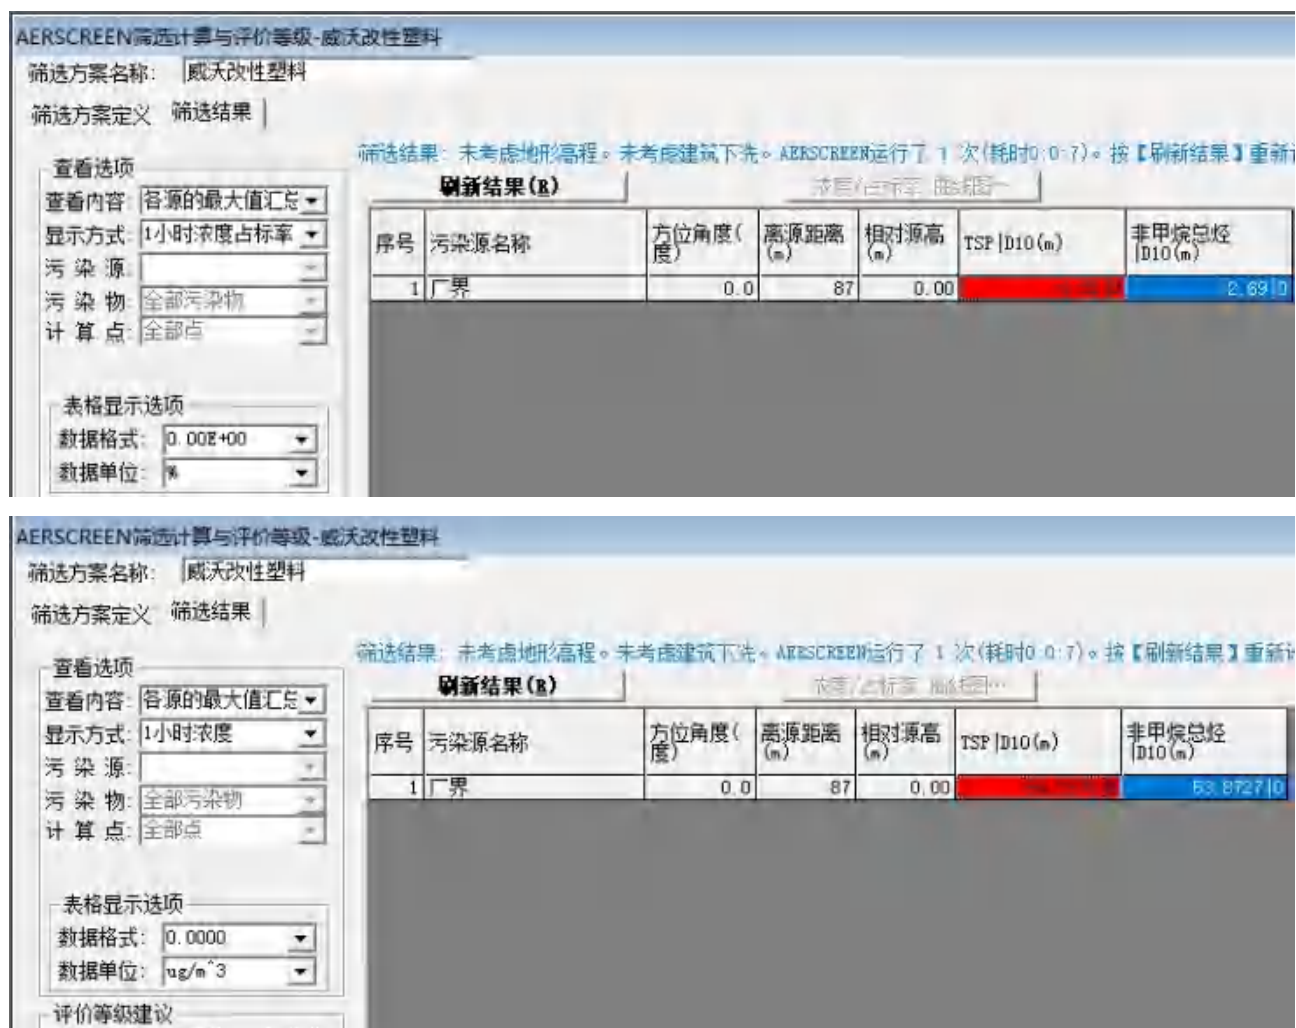 AERSCREEN筛选计算与评价等级-威沃改性塑料
筛选方案名称: 威沃改性塑料
筛选方案定义 筛选结果
筛选结果: 未考虑地形高程。未考虑建筑下洗。AERSCREEN运行了 1 次(耗时0:0:7)。按【刷新结果】重新
查看选项
刷新结果(R) 浓度/占标率 曲线图…
查看内容: 各源的最大值汇总
显示方式: 1小时浓度占标率
污 染 源:
污 染 物: 全部污染物
计 算 点: 全部点
序号 污染源名称 方位角度(度) 离源距离(m) 相对源高(m) TSP|D10(m) 非甲烷总烃|D10(m)
1 厂界 0.0 87 0.00 2.69|0
表格显示选项
数据格式: 0.00E+00
数据单位: %
AERSCREEN筛选计算与评价等级-威沃改性塑料
筛选方案名称: 威沃改性塑料
筛选方案定义 筛选结果
筛选结果: 未考虑地形高程。未考虑建筑下洗。AERSCREEN运行了 1 次(耗时0:0:7)。按【刷新结果】重新
查看选项
刷新结果(R) 浓度/占标率 曲线图…
查看内容: 各源的最大值汇总
显示方式: 1小时浓度
污 染 源:
污 染 物: 全部污染物
计 算 点: 全部点
序号 污染源名称 方位角度(度) 离源距离(m) 相对源高(m) TSP|D10(m) 非甲烷总烃|D10(m)
1 厂界 0.0 87 0.00 53.8727|0
表格显示选项
数据格式: 0.0000
数据单位: ug/m^3
评价等级建议